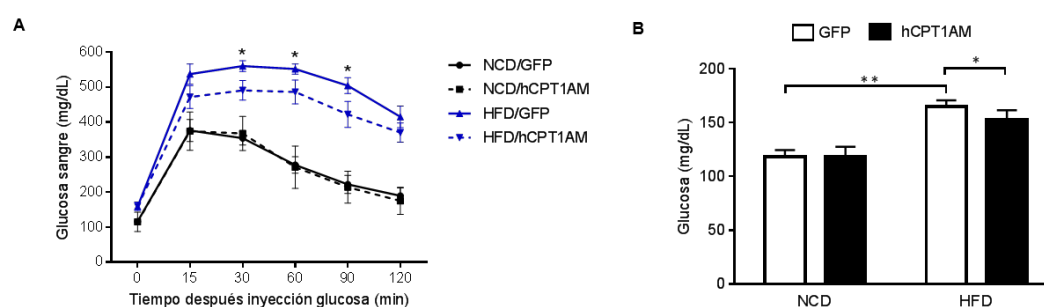 A
Glucosa sangre (mg/dL)
600
500
400
300
200
100
0
* * *
0 15 30 60 90 120
Tiempo después inyección glucosa (min)
NCD/GFP
NCD/hCPT1AM
HFD/GFP
HFD/hCPT1AM
B
GFP hCPT1AM
Glucosa (mg/dL)
200
150
100
50
0
**
*
NCD HFD